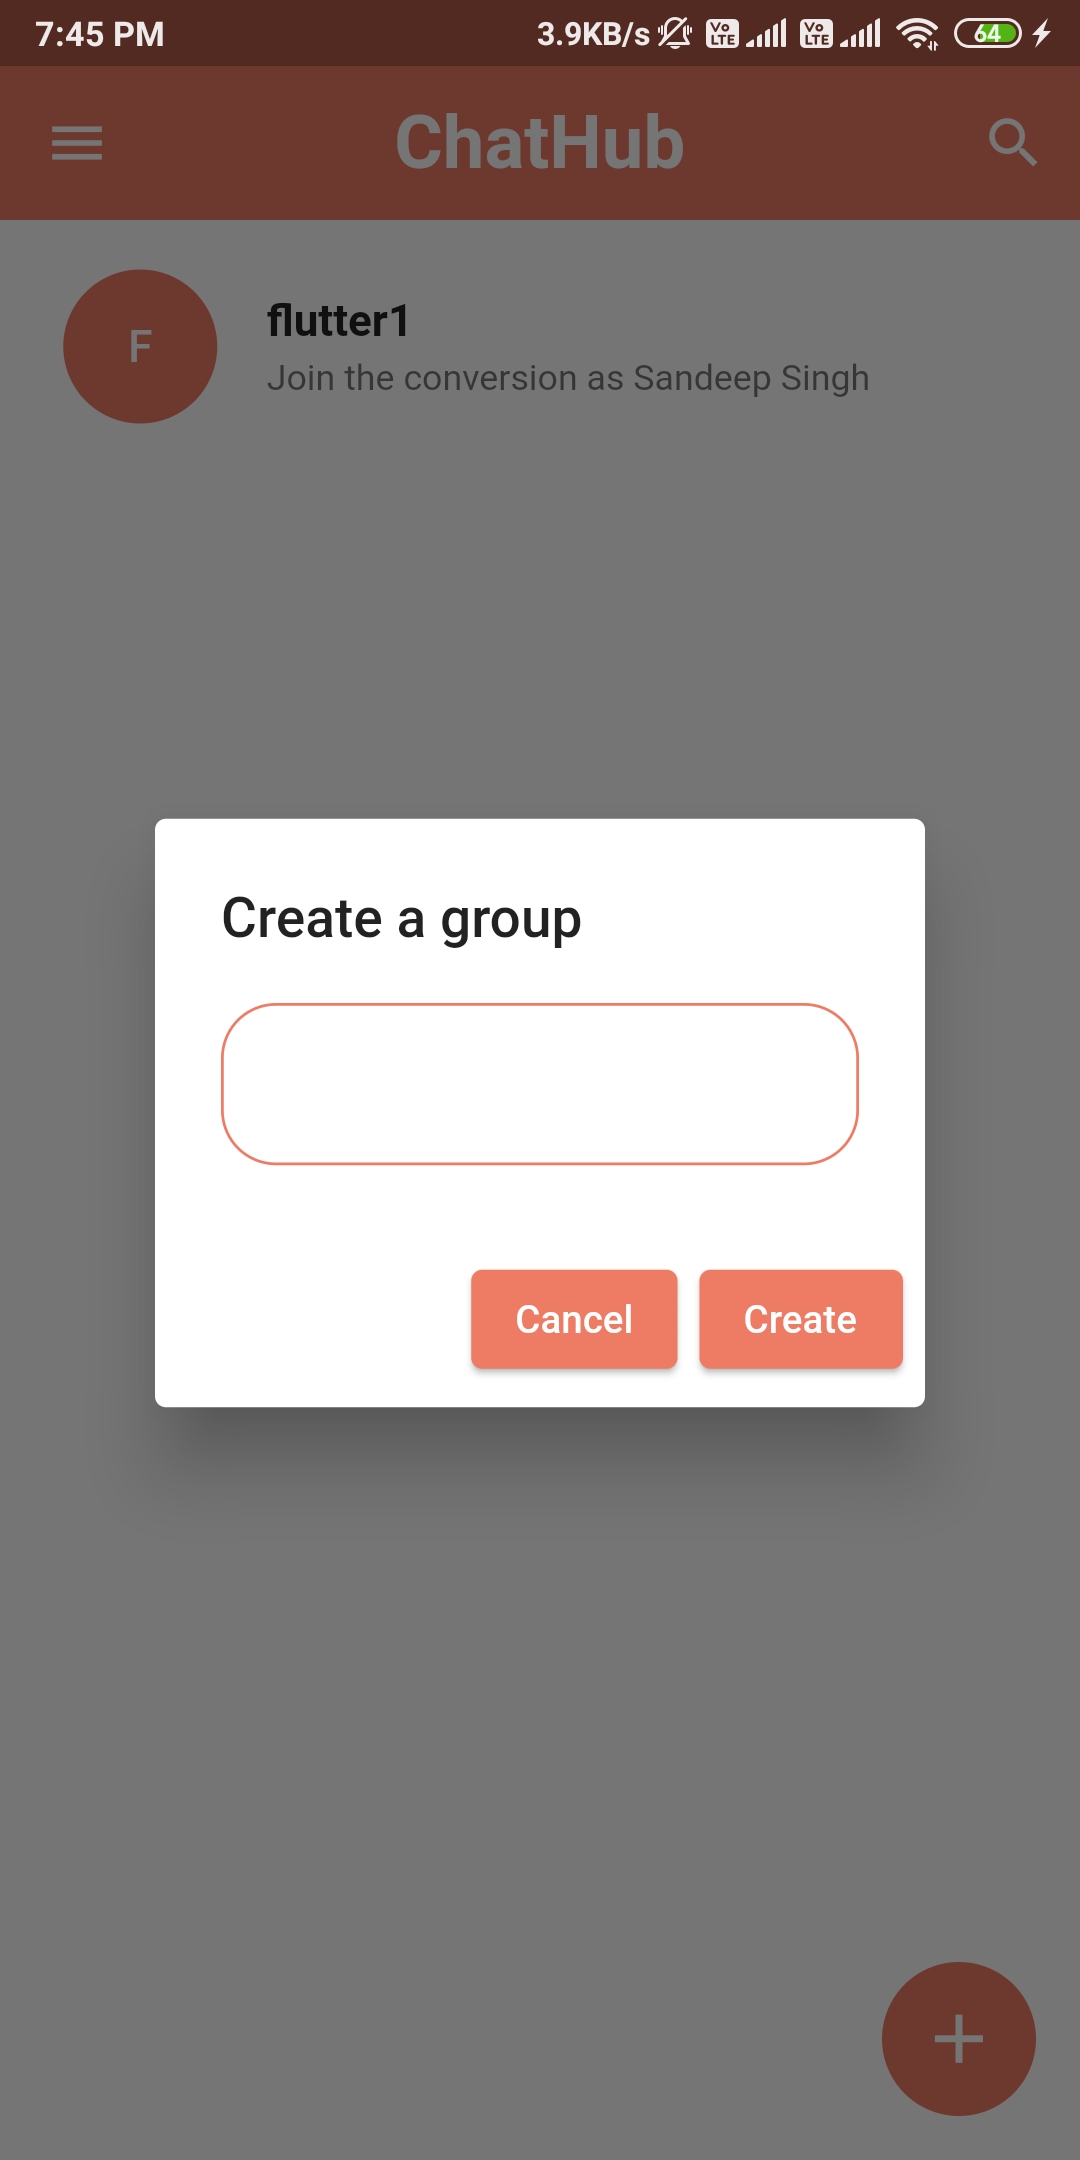 7:45 PM 3.9KB/s Vo LTE Vo LTE 64
ChatHub
F
flutter1
Join the conversion as Sandeep Singh
Create a group
Cancel Create